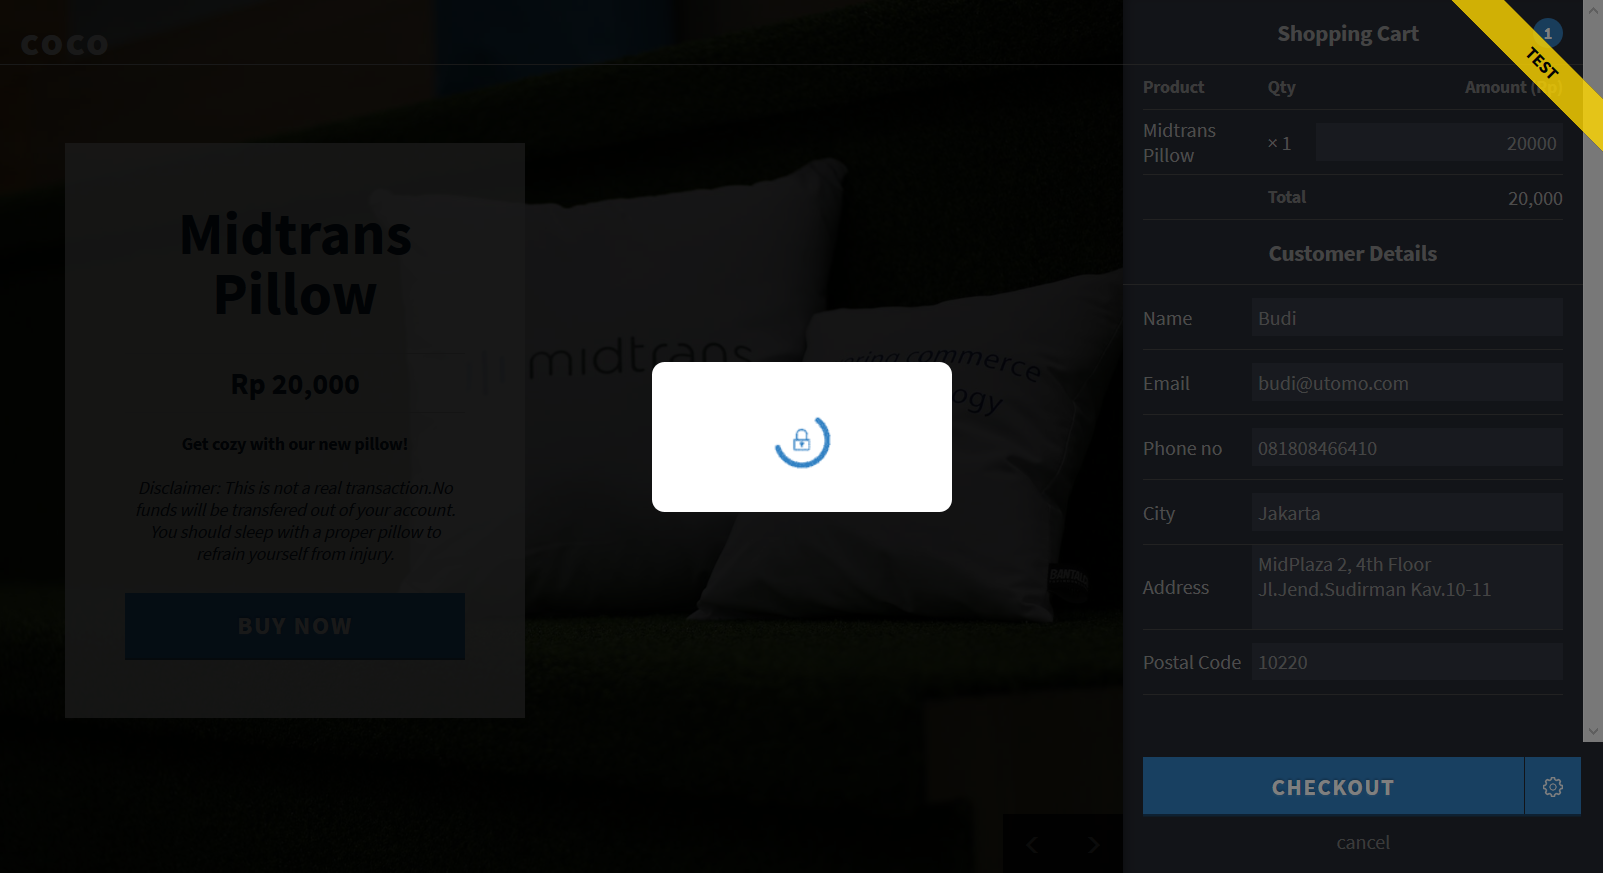 coco
Midtrans
Pillow
Rp 20,000
Get cozy with our new pillow!
Disclaimer: This is not a real transaction.No
funds will be transfered out of your account.
You should sleep with a proper pillow to
refrain yourself from injury.
BUY NOW
midtrans
commerce
Shopping Cart
1
TEST
Product Qty Amount
Midtrans
Pillow
× 1
20000
Total 20,000
Customer Details
Name Budi
Email budi@utomo.com
Phone no 081808466410
City Jakarta
Address
MidPlaza 2, 4th Floor
Jl.Jend.Sudirman Kav.10-11
Postal Code 10220
CHECKOUT
cancel